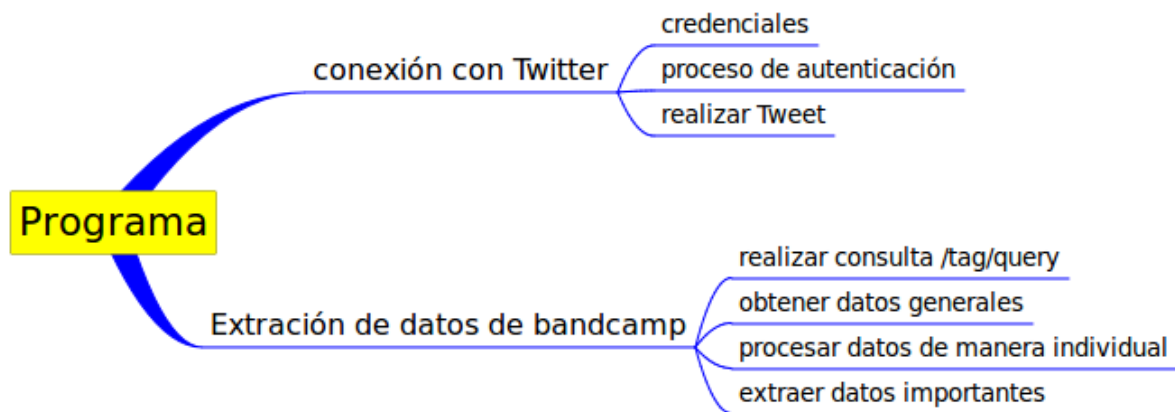 Programa
conexión con Twitter
credenciales
proceso de autenticación
realizar Tweet
Extracción de datos de bandcamp
realizar consulta /tag/query
obtener datos generales
procesar datos de manera individual
extraer datos importantes